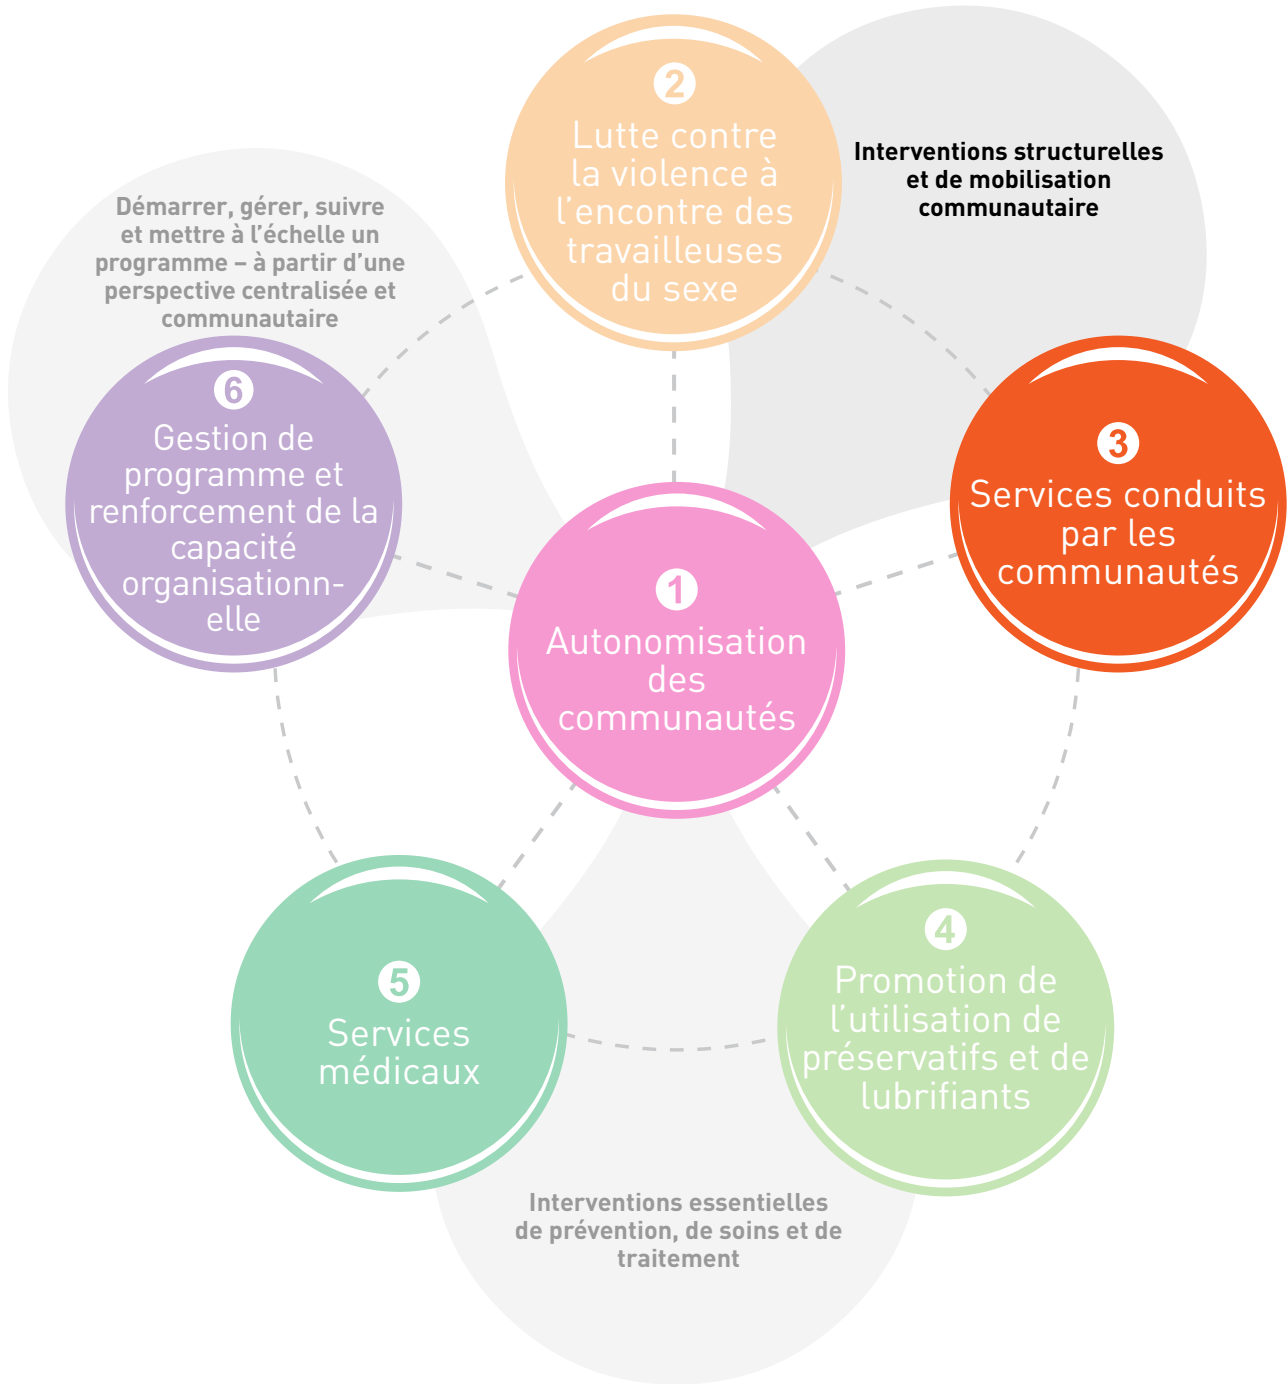 2
Lutte contre
la violence à
l’encontre des
travailleuses
du sexe
Interventions structurelles
et de mobilisation
communautaire
Démarrer, gérer, suivre
et mettre à l’échelle un
programme – à partir d’une
perspective centralisée et
communautaire
6
Gestion de
programme et
renforcement de la
capacité
organisationn-
elle
3
Services conduits
par les
communautés
1
Autonomisation
des
communautés
5
Services
médicaux
4
Promotion de
l’utilisation de
préservatifs et de
lubrifiants
Interventions essentielles
de prévention, de soins et de
traitement